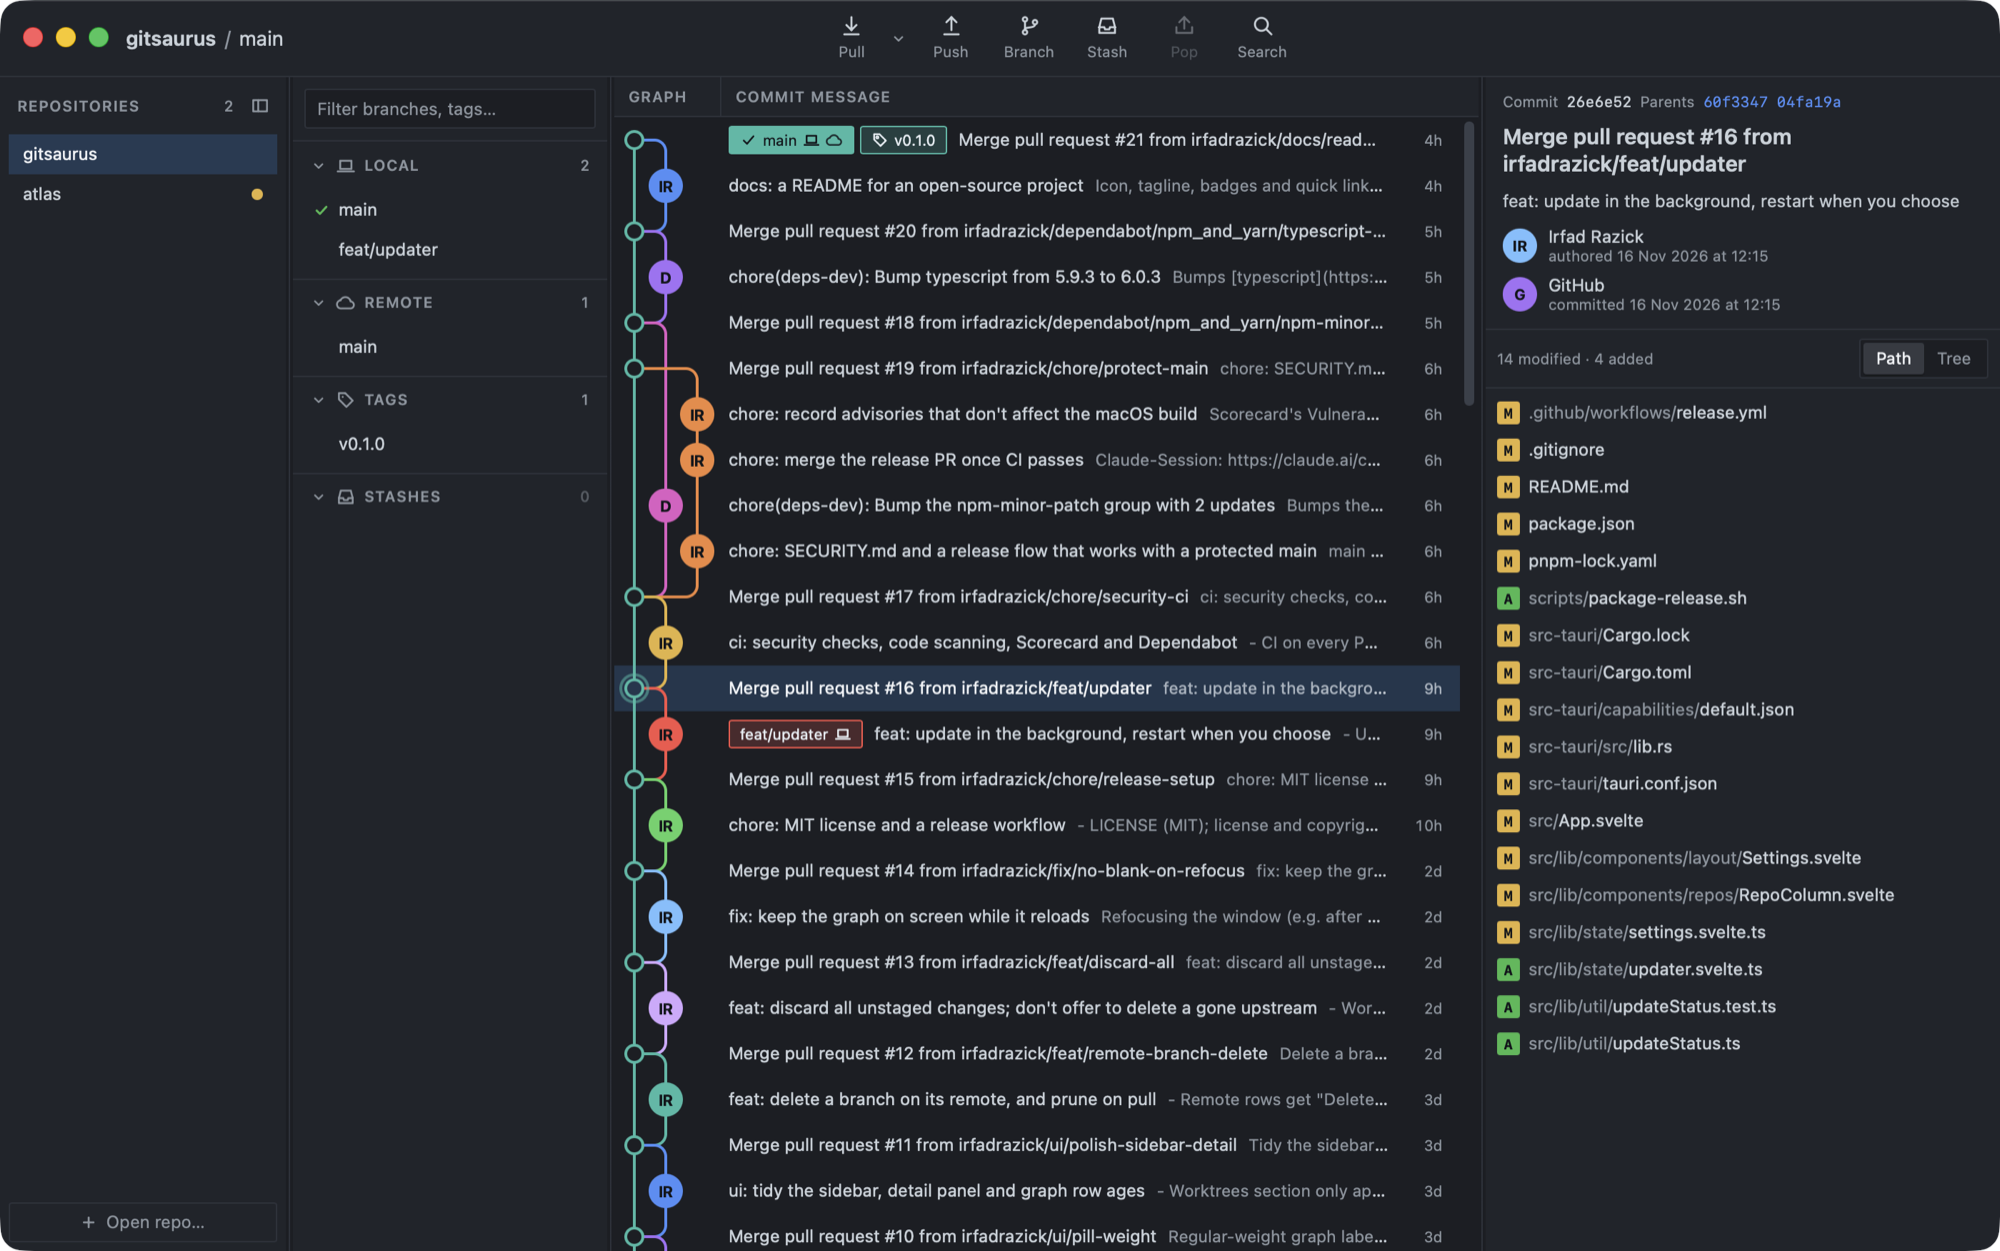 gitsaurus / main
Pull
Push
Branch
Stash
Pop
Search
REPOSITORIES 2
gitsaurus
atlas
+ Open repo...
Filter branches, tags...
LOCAL 2
main
feat/updater
REMOTE 1
main
TAGS 1
v0.1.0
STASHES 0
GRAPH COMMIT MESSAGE
main v0.1.0 Merge pull request #21 from irfadrazick/docs/read... 4h
IR docs: a README for an open-source project Icon, tagline, badges and quick link... 4h
Merge pull request #20 from irfadrazick/dependabot/npm_and_yarn/typescript-... 5h
D chore(deps-dev): Bump typescript from 5.9.3 to 6.0.3 Bumps [typescript](https:... 5h
Merge pull request #18 from irfadrazick/dependabot/npm_and_yarn/npm-minor... 5h
Merge pull request #19 from irfadrazick/chore/protect-main chore: SECURITY.m... 6h
IR chore: record advisories that don't affect the macOS build Scorecard's Vulnera... 6h
IR chore: merge the release PR once CI passes Claude-Session: https://claude.ai/c... 6h
D chore(deps-dev): Bump the npm-minor-patch group with 2 updates Bumps the... 6h
IR chore: SECURITY.md and a release flow that works with a protected main main ... 6h
Merge pull request #17 from irfadrazick/chore/security-ci ci: security checks, co... 6h
IR ci: security checks, code scanning, Scorecard and Dependabot - CI on every P... 6h
Merge pull request #16 from irfadrazick/feat/updater feat: update in the backgro... 9h
IR feat/updater feat: update in the background, restart when you choose - U... 9h
Merge pull request #15 from irfadrazick/chore/release-setup chore: MIT license ... 9h
IR chore: MIT license and a release workflow - LICENSE (MIT); license and copyrig... 10h
Merge pull request #14 from irfadrazick/fix/no-blank-on-refocus fix: keep the gr... 2d
IR fix: keep the graph on screen while it reloads Refocusing the window (e.g. after ... 2d
Merge pull request #13 from irfadrazick/feat/discard-all feat: discard all unstage... 2d
IR feat: discard all unstaged changes; don't offer to delete a gone upstream - Wor... 2d
Merge pull request #12 from irfadrazick/feat/remote-branch-delete Delete a bra... 2d
IR feat: delete a branch on its remote, and prune on pull - Remote rows get "Delete... 3d
Merge pull request #11 from irfadrazick/ui/polish-sidebar-detail Tidy the sidebar... 3d
IR ui: tidy the sidebar, detail panel and graph row ages - Worktrees section only ap... 3d
Merge pull request #10 from irfadrazick/ui/pill-weight Regular-weight graph labe... 3d
Commit 26e6e52 Parents 60f3347 04fa19a
Merge pull request #16 from
irfadrazick/feat/updater
feat: update in the background, restart when you choose
IR Irfad Razick
authored 16 Nov 2026 at 12:15
G GitHub
committed 16 Nov 2026 at 12:15
14 modified · 4 added Path Tree
M .github/workflows/release.yml
M .gitignore
M README.md
M package.json
M pnpm-lock.yaml
A scripts/package-release.sh
M src-tauri/Cargo.lock
M src-tauri/Cargo.toml
M src-tauri/capabilities/default.json
M src-tauri/src/lib.rs
M src-tauri/tauri.conf.json
M src/App.svelte
M src/lib/components/layout/Settings.svelte
M src/lib/components/repos/RepoColumn.svelte
M src/lib/state/settings.svelte.ts
A src/lib/state/updater.svelte.ts
A src/lib/util/updateStatus.test.ts
A src/lib/util/updateStatus.ts